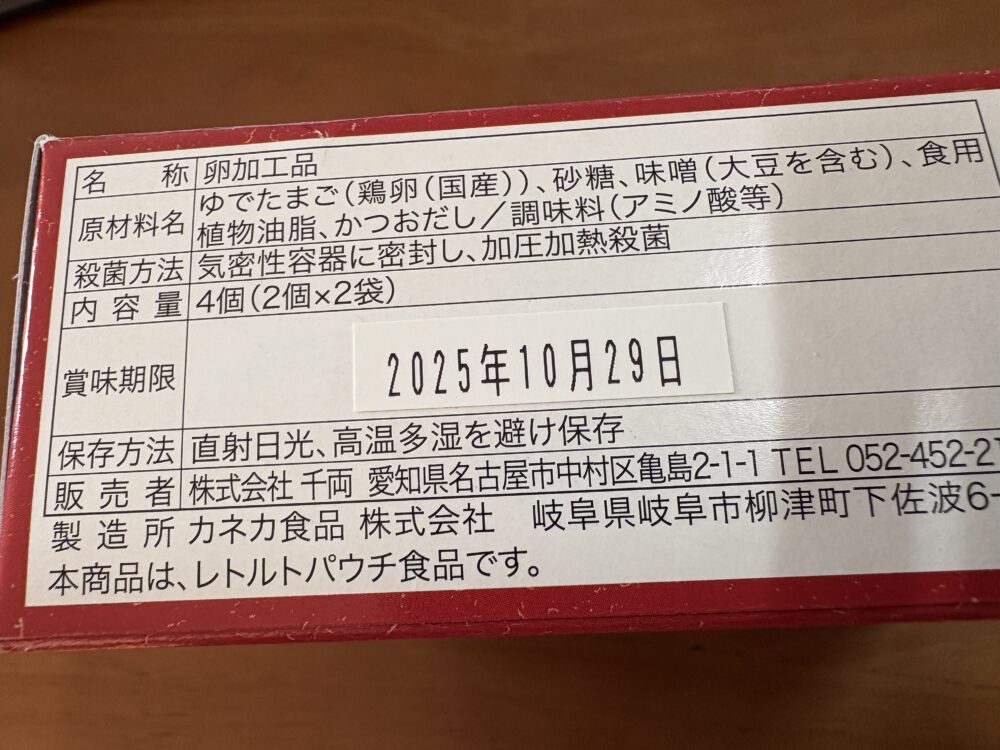 名称 卵加工品
原材料名 ゆでたまご(鶏卵(国産))、砂糖、味噌(大豆を含む)、食用
植物油脂、かつおだし/調味料(アミノ酸等)
殺菌方法 気密性容器に密封し、加圧加熱殺菌
内容量 4個(2個×2袋)
賞味期限 2025年10月29日
保存方法 直射日光、高温多湿を避け保存
販売者 株式会社 千両 愛知県名古屋市中村区亀島2-1-1 TEL 052-452-2
製造所 カネカ食品 株式会社 岐阜県岐阜市柳津町下佐波6-
本商品は、レトルトパウチ食品です。